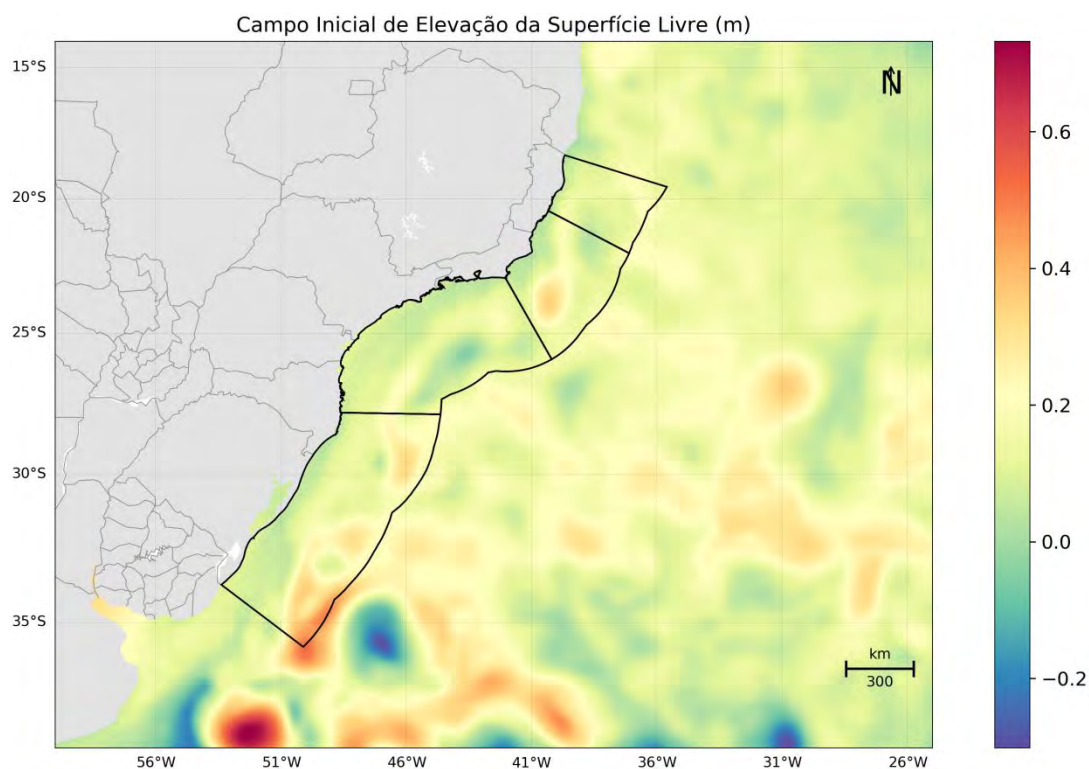 Campo Inicial de Elevação da Superfície Livre (m)
15°S
20°S
25°S
30°S
35°S
56°W
51°W
46°W
41°W
36°W
31°W
26°W
N
km
300
0.6
0.4
0.2
0.0
−0.2